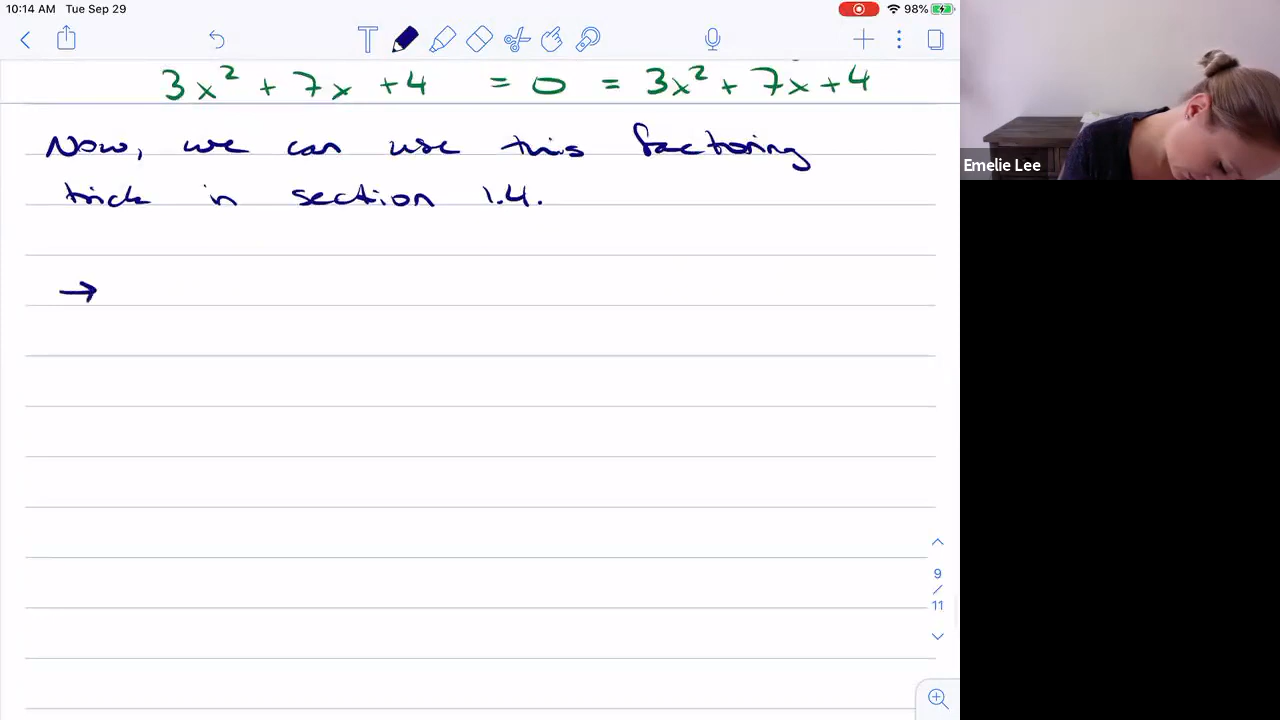 10:14 AM Tue Sep 29
98%
3x² + 7x + 4 = 0 = 3x² + 7x + 4
Now, we can use this factoring
trick in section 1.4.
→
Emelie Lee
T
9
/
11